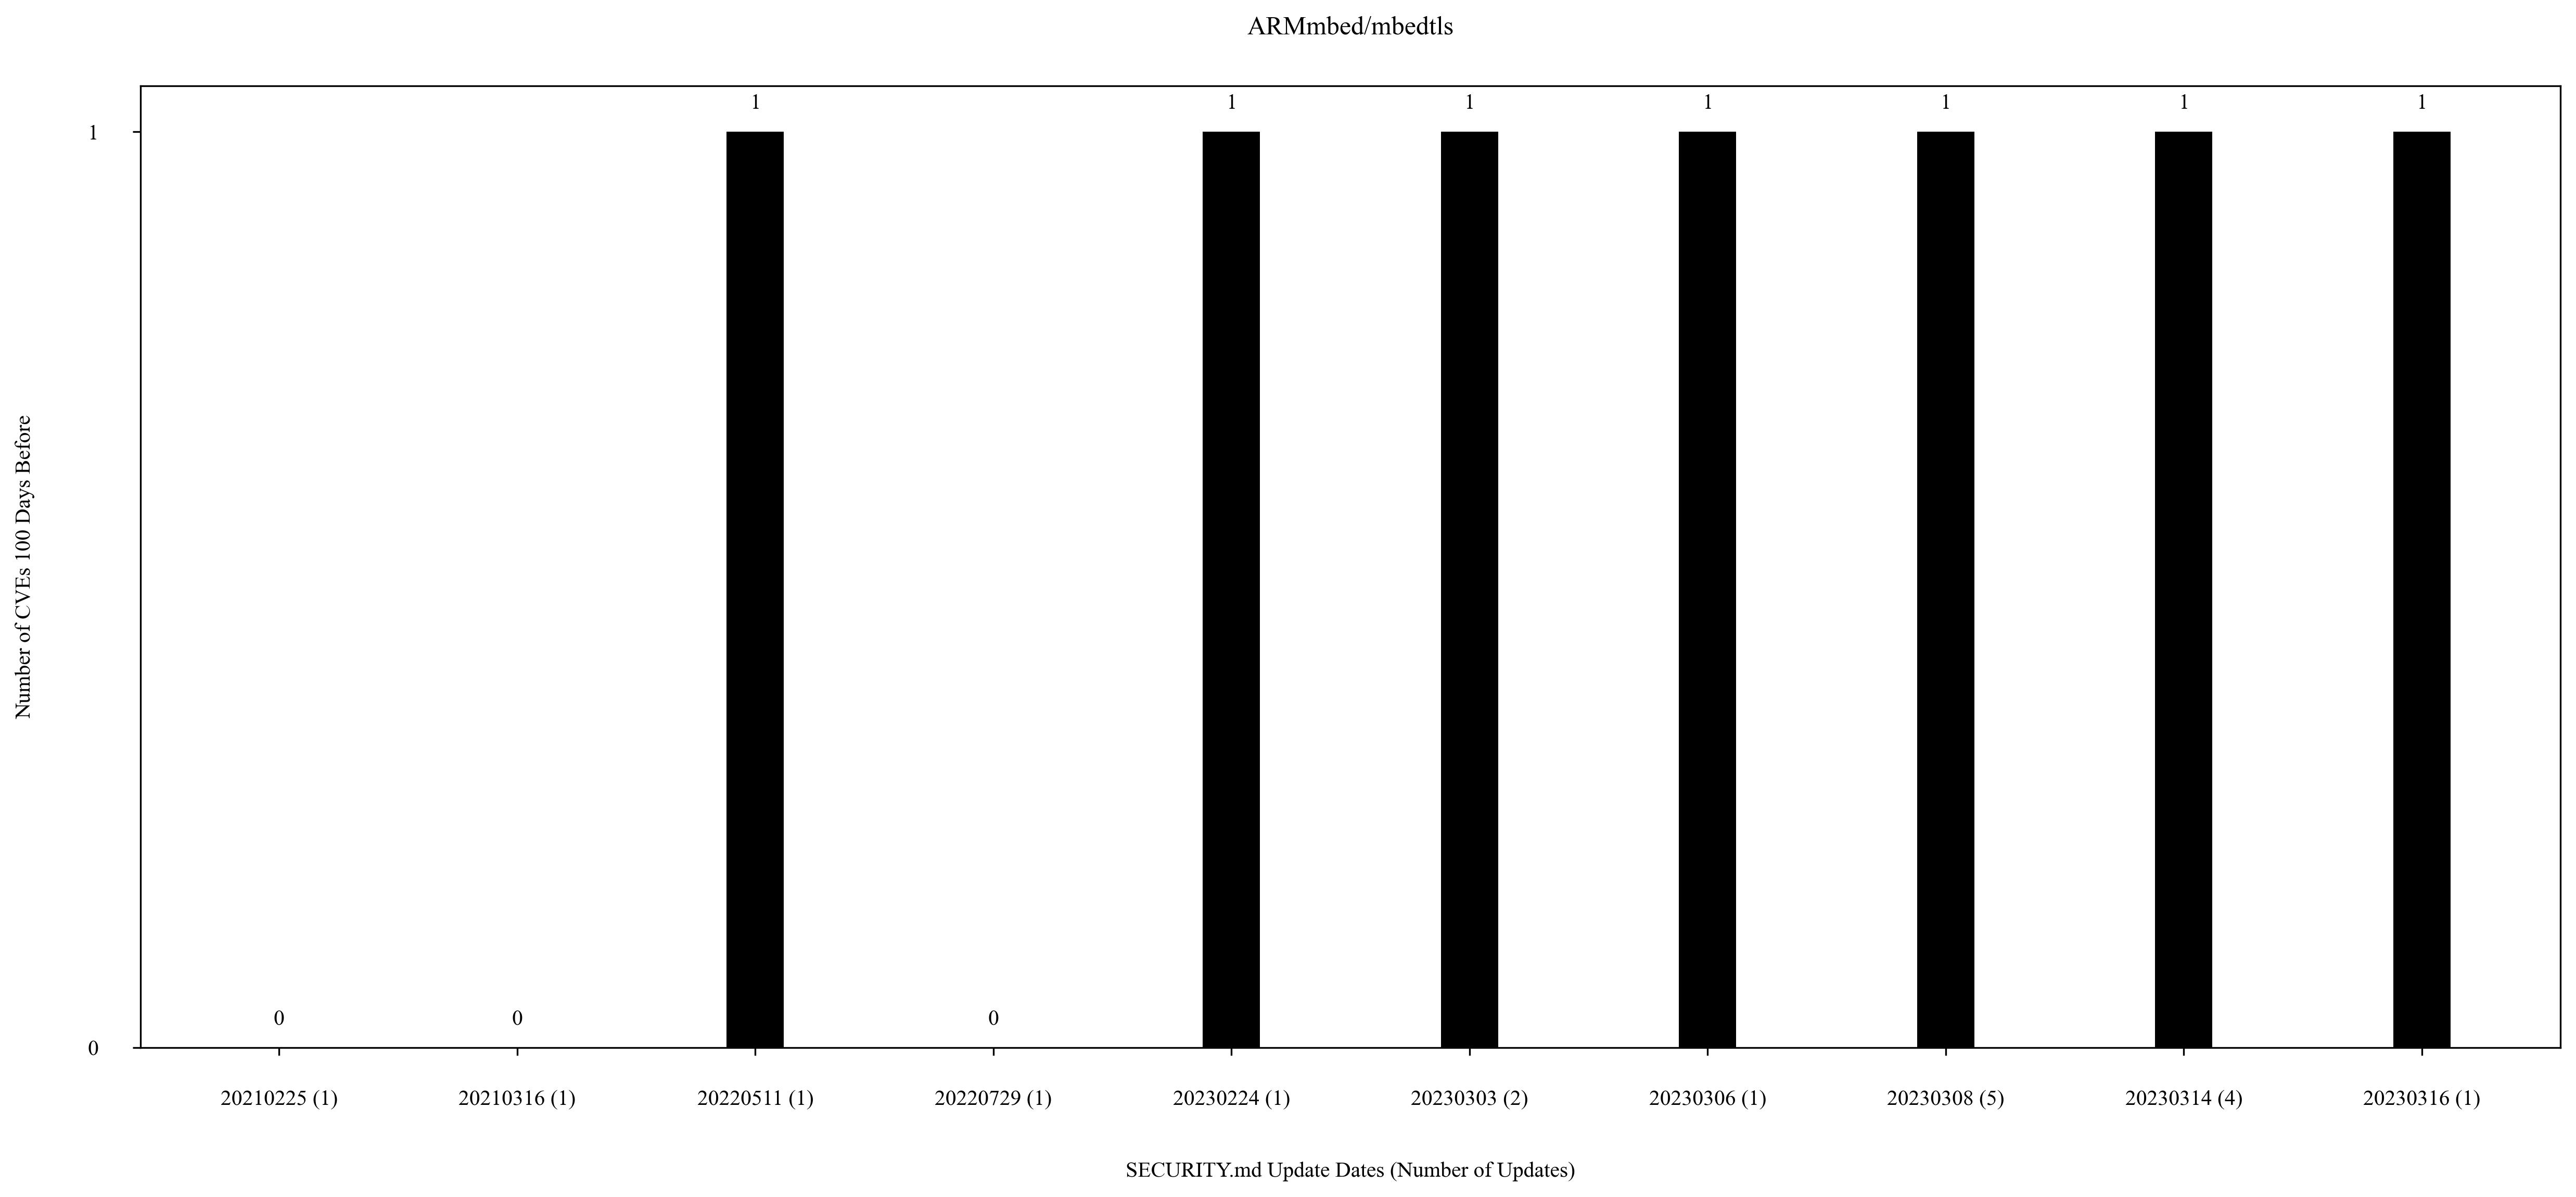 ARMmbed/mbedtls
1 1 1 1 1 1 1
1
Number of CVEs 100 Days Before
0 0 0
0
20210225 (1) 20210316 (1) 20220511 (1) 20220729 (1) 20230224 (1) 20230303 (2) 20230306 (1) 20230308 (5) 20230314 (4) 20230316 (1)
SECURITY.md Update Dates (Number of Updates)